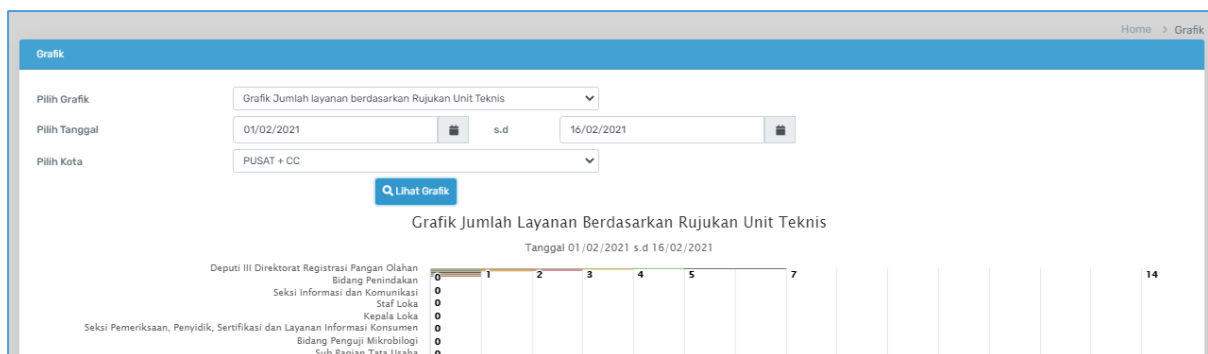 Home > Grafik
Grafik
Pilih Grafik Grafik Jumlah layanan berdasarkan Rujukan Unit Teknis
Pilih Tanggal 01/02/2021 s.d 16/02/2021
Pilih Kota PUSAT + CC
Lihat Grafik
Grafik Jumlah Layanan Berdasarkan Rujukan Unit Teknis
Tanggal 01/02/2021 s.d 16/02/2021
Deputi III Direktorat Registrasi Pangan Olahan 0 1 2 3 4 5 7 14
Bidang Penindakan
Seksi Informasi dan Komunikasi 0
Staf Loka 0
Kepala Loka 0
Seksi Pemeriksaan, Penyidik, Sertifikasi dan Layanan Informasi Konsumen 0
Bidang Penguji Mikrobilogi 0
Sub Bagian Tata Usaha 0